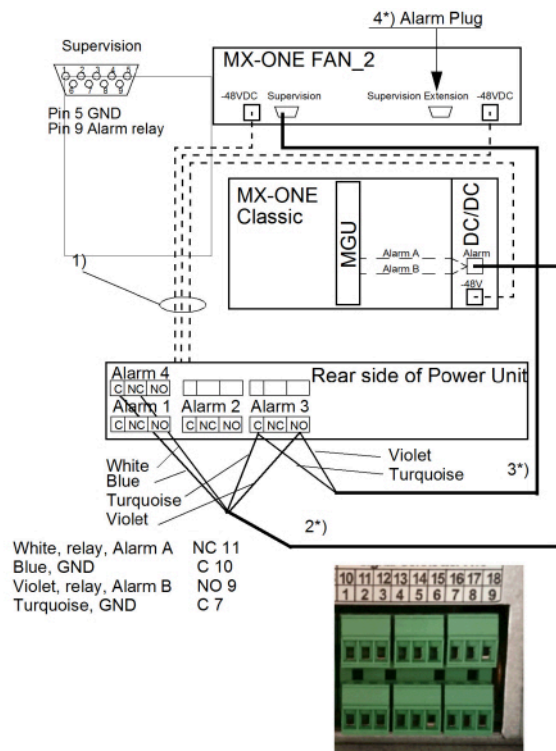 4*) Alarm Plug
Supervision
1 2 3 4 5
6 7 8 9
Pin 5 GND
Pin 9 Alarm relay
MX-ONE FAN_2
-48VDC Supervision Supervision Extension -48VDC
MX-ONE
Classic
MGU
DC/DC
Alarm A
Alarm B
Alarm
-48V
1)
Rear side of Power Unit
Alarm 4
C NC NO
Alarm 1 Alarm 2 Alarm 3
C NC NO C NC NO C NC NO
White
Blue
Turquoise
Violet
Violet
Turquoise
3*)
2*)
White, relay, Alarm A NC 11
Blue, GND C 10
Violet, relay, Alarm B NO 9
Turquoise, GND C 7
10 11 12 13 14 15 16 17 18
1 2 3 4 5 6 7 8 9